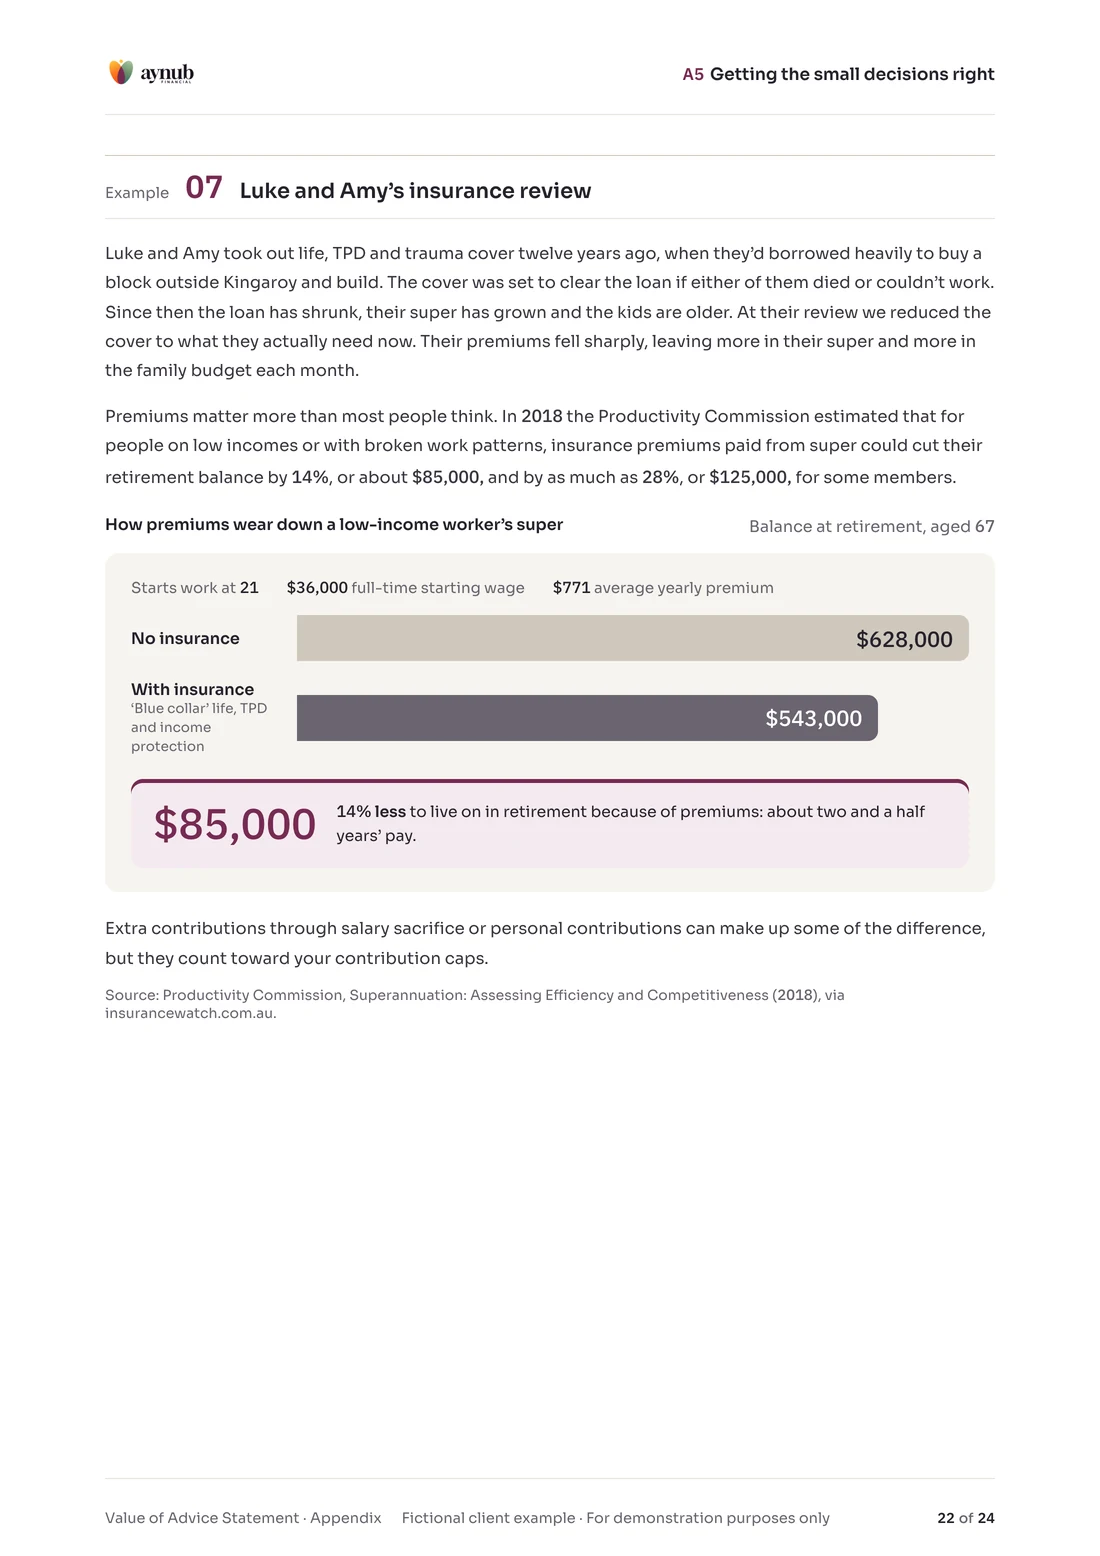 aynub
FINANCIAL
A5 Getting the small decisions right
Example 07 Luke and Amy’s insurance review
Luke and Amy took out life, TPD and trauma cover twelve years ago, when they’d borrowed heavily to buy a
block outside Kingaroy and build. The cover was set to clear the loan if either of them died or couldn’t work.
Since then the loan has shrunk, their super has grown and the kids are older. At their review we reduced the
cover to what they actually need now. Their premiums fell sharply, leaving more in their super and more in
the family budget each month.
Premiums matter more than most people think. In 2018 the Productivity Commission estimated that for
people on low incomes or with broken work patterns, insurance premiums paid from super could cut their
retirement balance by 14%, or about $85,000, and by as much as 28%, or $125,000, for some members.
How premiums wear down a low-income worker’s super
Balance at retirement, aged 67
Starts work at 21 $36,000 full-time starting wage $771 average yearly premium
No insurance
$628,000
With insurance
‘Blue collar’ life, TPD
and income
protection
$543,000
$85,000
14% less to live on in retirement because of premiums: about two and a half
years’ pay.
Extra contributions through salary sacrifice or personal contributions can make up some of the difference,
but they count toward your contribution caps.
Source: Productivity Commission, Superannuation: Assessing Efficiency and Competitiveness (2018), via
insurancewatch.com.au.
Value of Advice Statement · Appendix Fictional client example · For demonstration purposes only
22 of 24